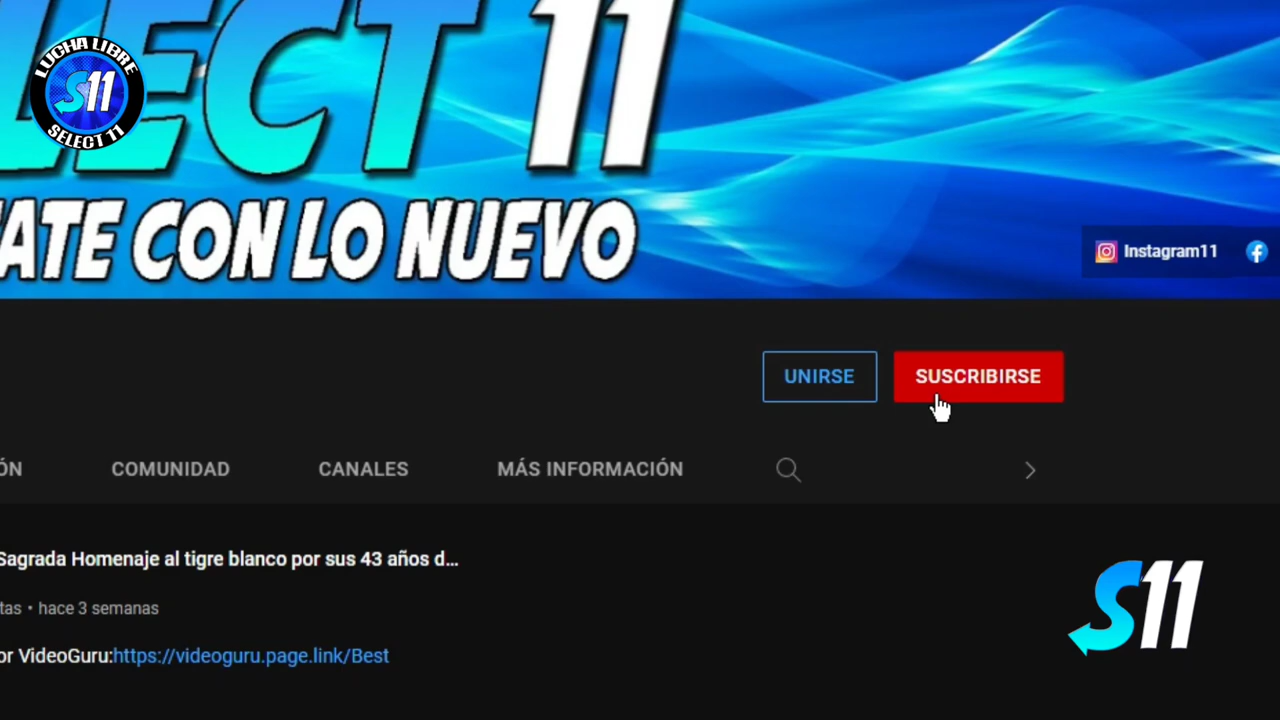 LECT 11
LUCHA LIBRE
S11
SELECT 11
ATE CON LO NUEVO
Instagram11
UNIRSE
SUSCRIBIRSE
ÓN
COMUNIDAD
CANALES
MÁS INFORMACIÓN
Sagrada Homenaje al tigre blanco por sus 43 años d...
tas • hace 3 semanas
or VideoGuru:https://videoguru.page.link/Best
S11